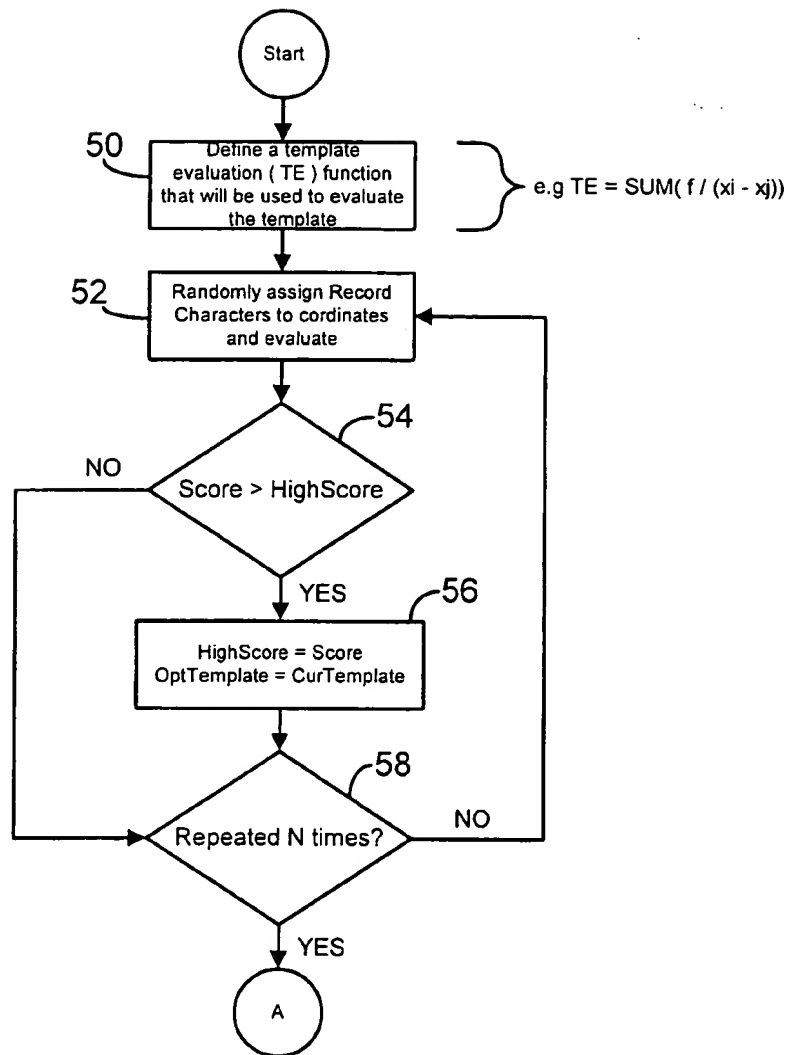 Start
50
Define a template
evaluation ( TE ) function
that will be used to evaluate
the template
e.g TE = SUM( f / (xi - xj))
52
Randomly assign Record
Characters to cordinates
and evaluate
54
NO
Score > HighScore
YES
56
HighScore = Score
OptTemplate = CurTemplate
58
Repeated N times?
NO
YES
A